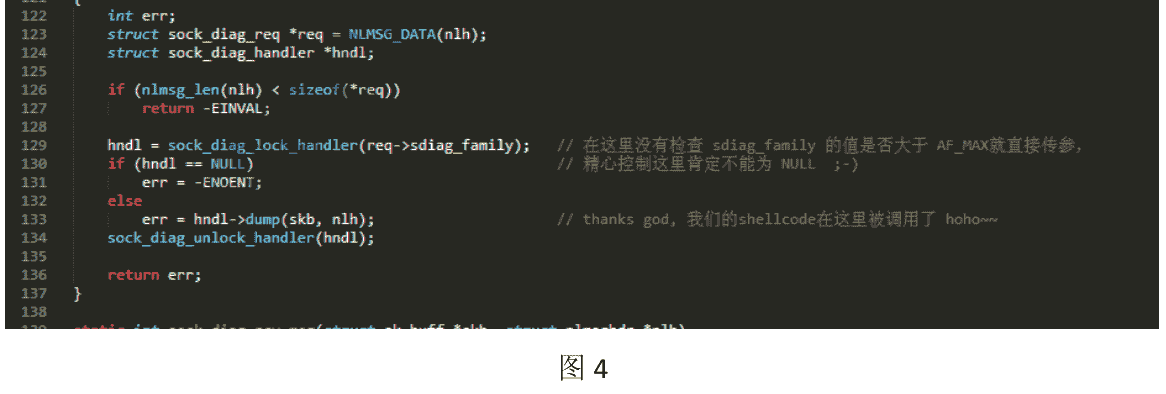 {
122 int err;
123 struct sock_diag_req *req = NLMSG_DATA(nlh);
124 struct sock_diag_handler *hndl;
125
126 if (nlmsg_len(nlh) < sizeof(*req))
127 return -EINVAL;
128
129 hndl = sock_diag_lock_handler(req->sdiag_family); // 在这里没有检查 sdiag_family 的值是否大于 AF_MAX就直接传参,
130 if (hndl == NULL) // 精心控制这里肯定不能为 NULL ;-)
131 err = -ENOENT;
132 else
133 err = hndl->dump(skb, nlh); // thanks god, 我们的shellcode在这里被调用了 hoho~~
134 sock_diag_unlock_handler(hndl);
135
136 return err;
137 }
138
图 4